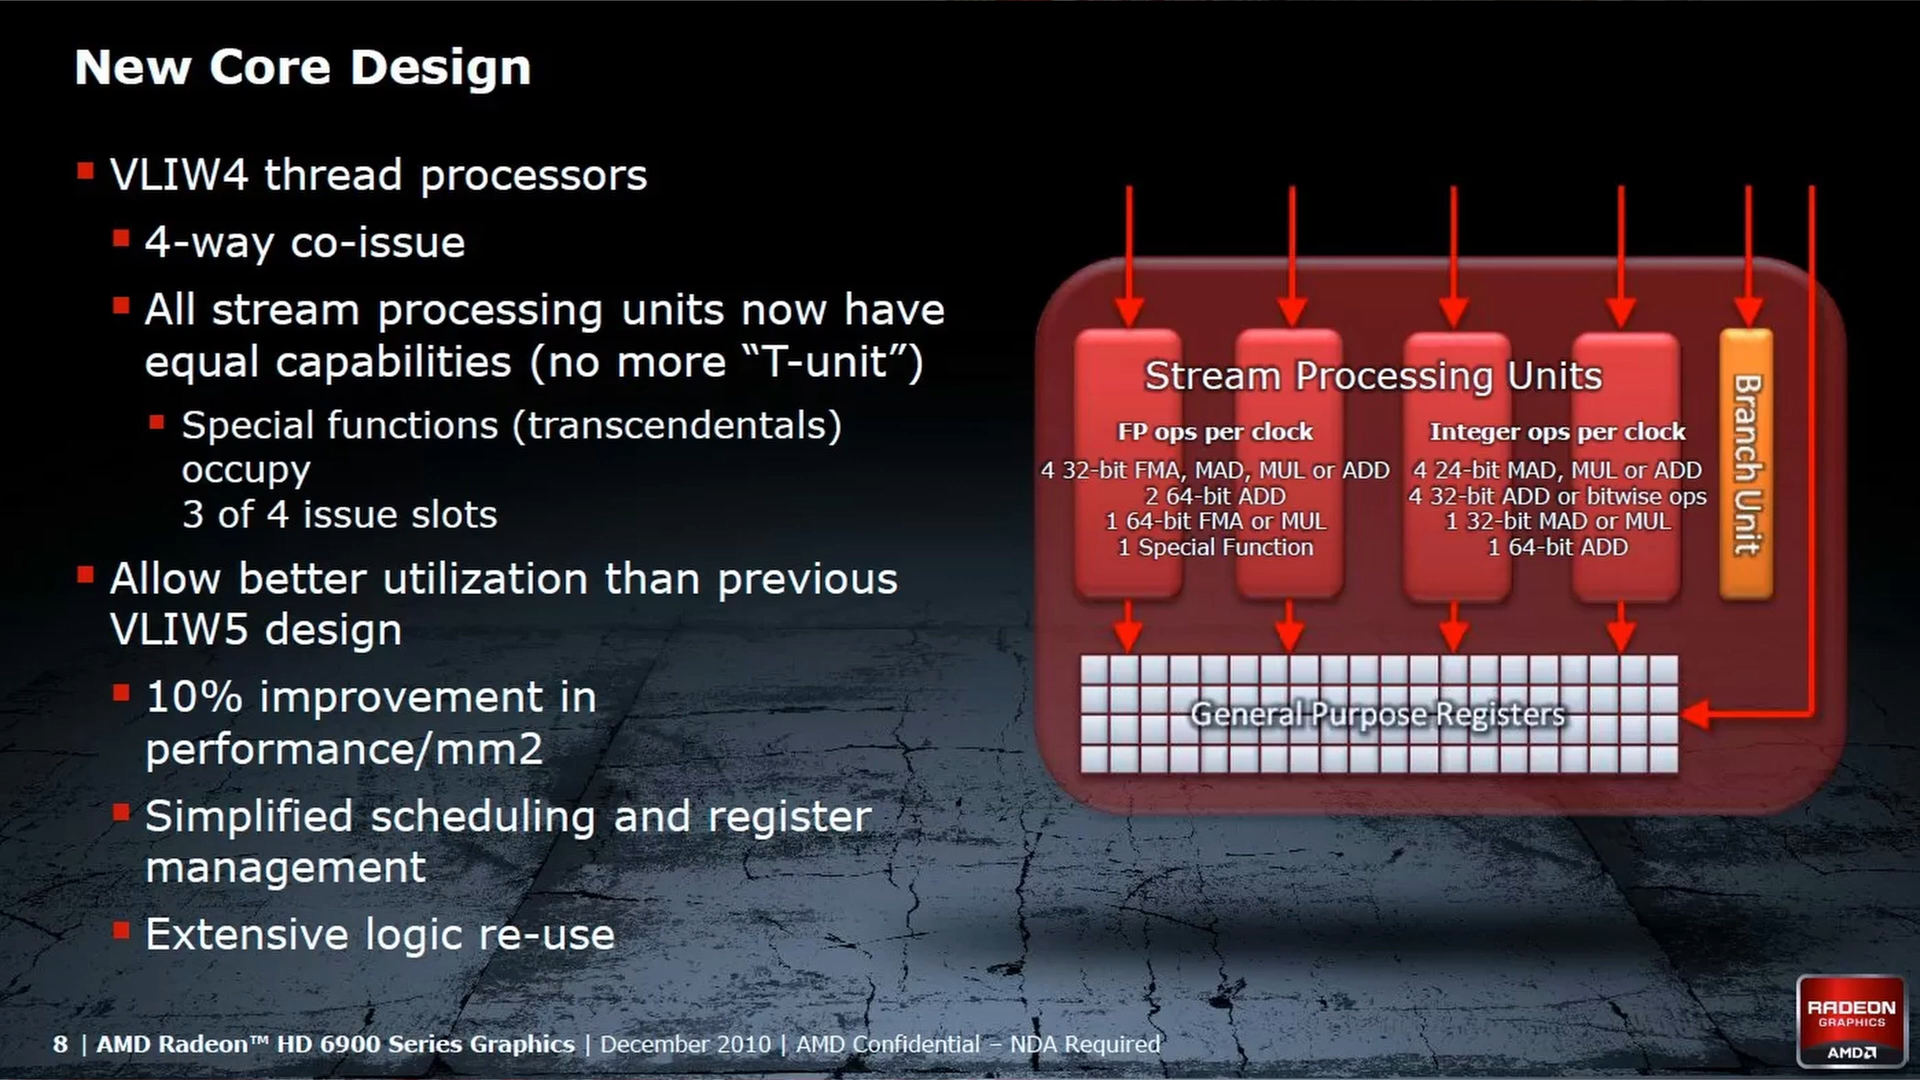 New Core Design
VLIW4 thread processors
4-way co-issue
All stream processing units now have
equal capabilities (no more “T-unit”)
Special functions (transcendentals)
occupy
3 of 4 issue slots
Allow better utilization than previous
VLIW5 design
10% improvement in
performance/mm2
Simplified scheduling and register
management
Extensive logic re-use
Stream Processing Units
FP ops per clock
4 32-bit FMA, MAD, MUL or ADD
2 64-bit ADD
1 64-bit FMA or MUL
1 Special Function
Integer ops per clock
4 24-bit MAD, MUL or ADD
4 32-bit ADD or bitwise ops
1 32-bit MAD or MUL
1 64-bit ADD
Branch Unit
General Purpose Registers
8 | AMD Radeon™ HD 6900 Series Graphics | December 2010 | AMD Confidential – NDA Required
RADEON
GRAPHICS
AMD